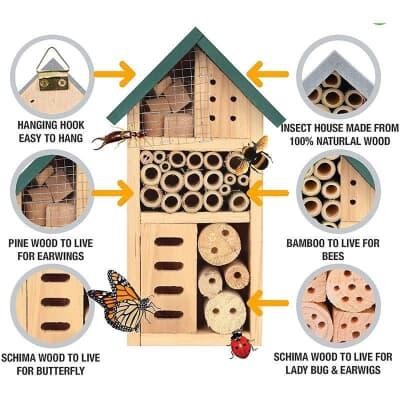 HANGING HOOK
EASY TO HANG
INSECT HOUSE MADE FROM
100% NATURLAL WOOD
PINE WOOD TO LIVE
FOR EARWINGS
BAMBOO TO LIVE FOR
BEES
SCHIMA WOOD TO LIVE
FOR BUTTERFLY
SCHIMA WOOD TO LIVE FOR
LADY BUG & EARWIGS